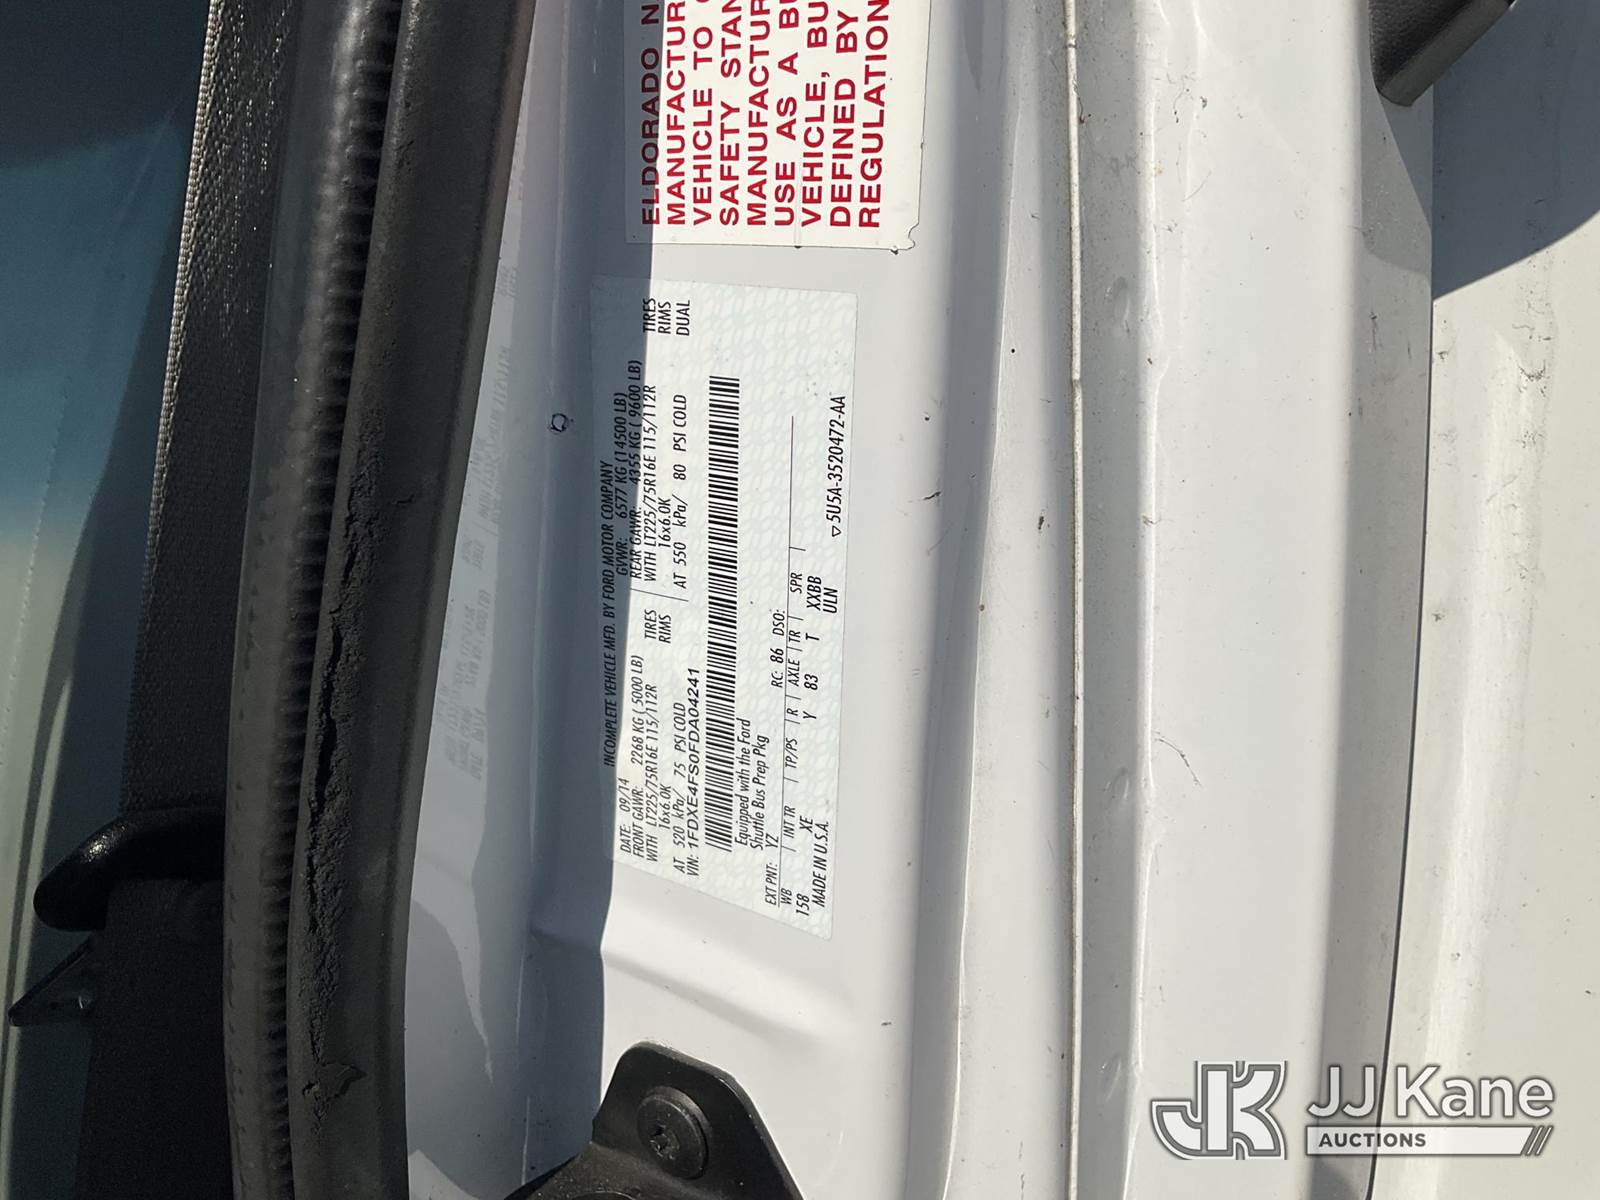 INCOMPLETE VEHICLE MFD. BY FORD MOTOR COMPANY
DATE: 09/14 GVWR: 6577 KG (14500 LB)
FRONT GAWR: 2268 KG (5000 LB) REAR GAWR: 4355 KG (9600 LB)
WITH LT225/75R16E 115/112R TIRES WITH LT225/75R16E 115/112R TIRES
16x6.0K RIMS 16x6.0K RIMS
AT 520 kPa/ 75 PSI COLD AT 550 kPa/ 80 PSI COLD DUAL
VIN: 1FDXE4FS0FDA04241
Equipped with the Ford
Shuttle Bus Prep Pkg
EXT PNT: YZ RC: 86 DSO:
WB INT TR TP/PS R AXLE TR SPR
158 XE Y 83 T XXBB
MADE IN U.S.A. ULN
▽5U5A-3520472-AA
ELDORADO N
MANUFACTUR
VEHICLE TO
SAFETY STAN
MANUFACTUR
USE AS A BU
VEHICLE, BU
DEFINED BY
REGULATION
JJ Kane
AUCTIONS